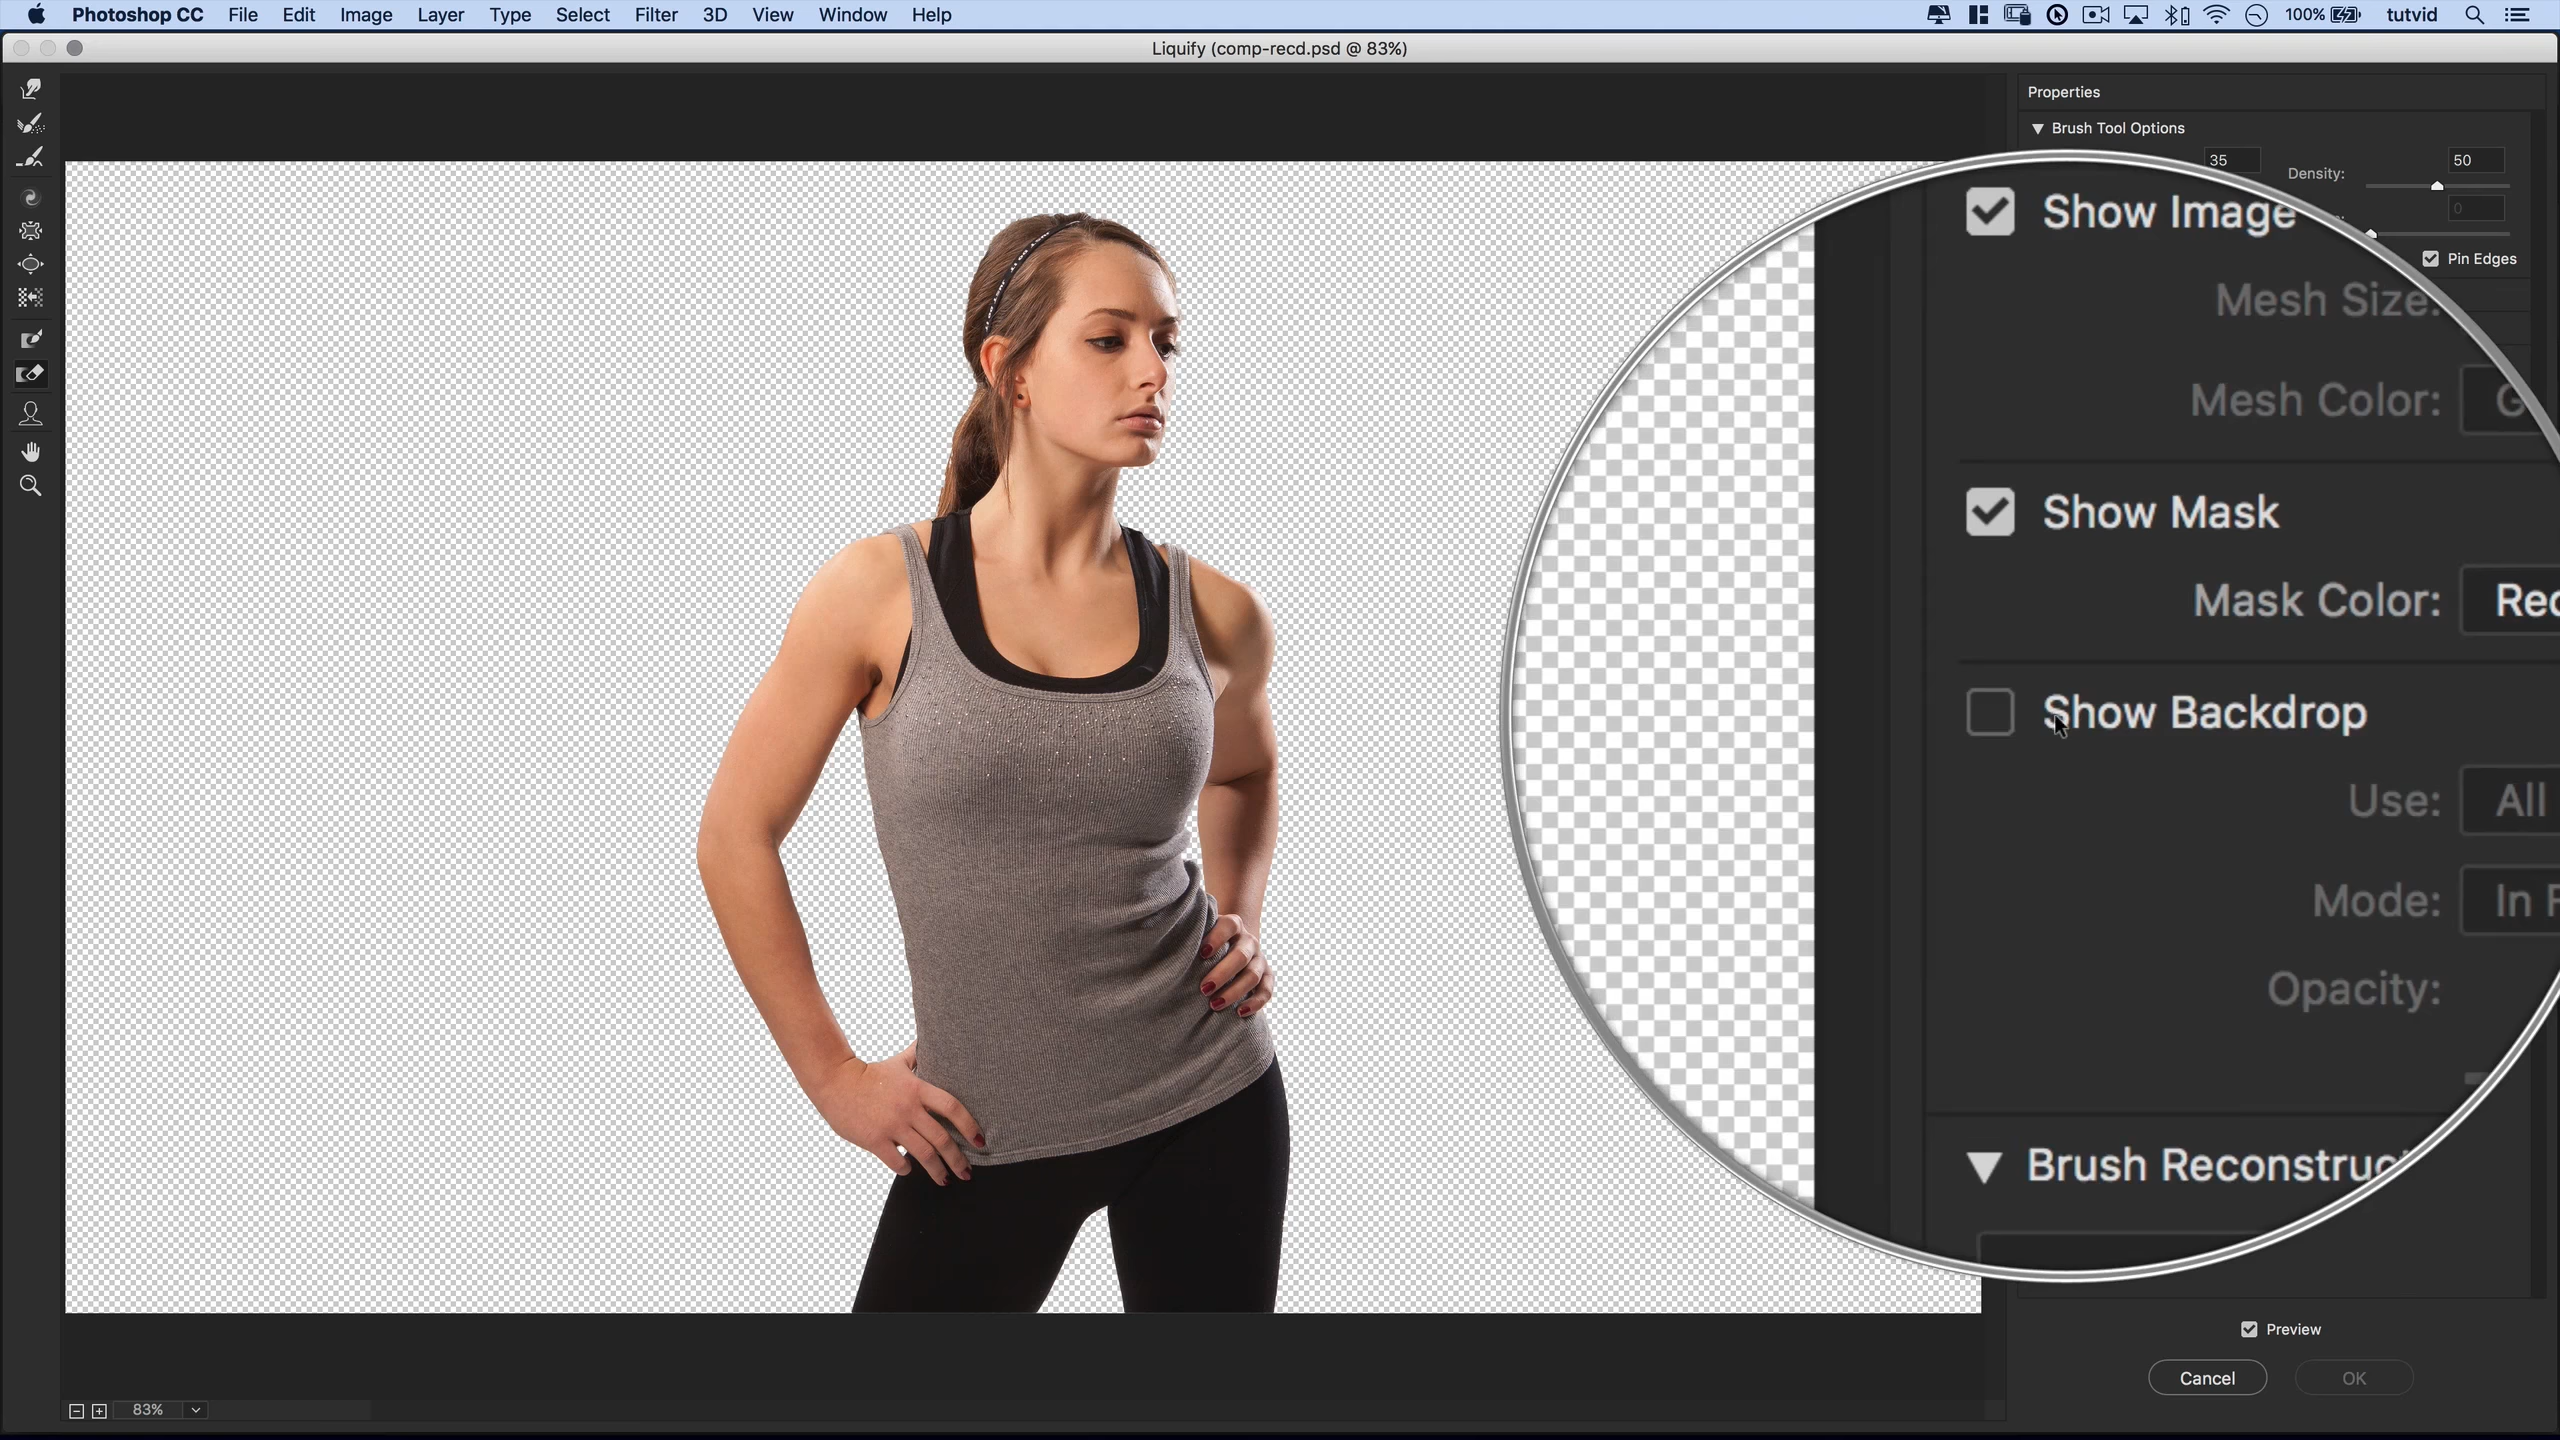 Photoshop CC File Edit Image Layer Type Select Filter 3D View Window Help 100% tutvid
Liquify (comp-recd.psd @ 83%)
Properties
Brush Tool Options
35
Density: 50
0
Pin Edges
Show Image
Mesh Size:
Mesh Color: G
Show Mask
Mask Color: Red
Show Backdrop
Use: All
Mode: In F
Opacity:
Brush Reconstruc
Preview
Cancel OK
83%